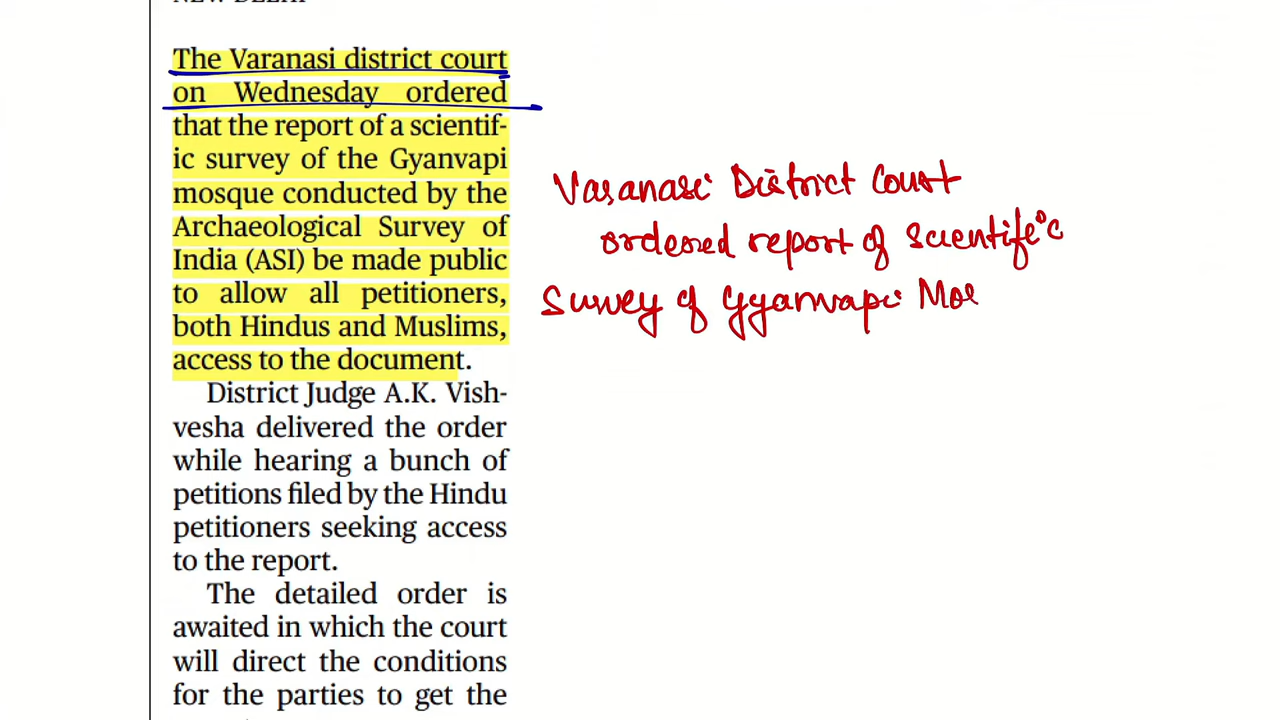 NEW DELHI
The Varanasi district court
on Wednesday ordered
that the report of a scientif-
ic survey of the Gyanvapi
mosque conducted by the
Archaeological Survey of
India (ASI) be made public
to allow all petitioners,
both Hindus and Muslims,
access to the document.
District Judge A.K. Vish-
vesha delivered the order
while hearing a bunch of
petitions filed by the Hindu
petitioners seeking access
to the report.
The detailed order is
awaited in which the court
will direct the conditions
for the parties to get the
Varanasi District Court
ordered report of Scientific
Survey of Gyanvapi Mos